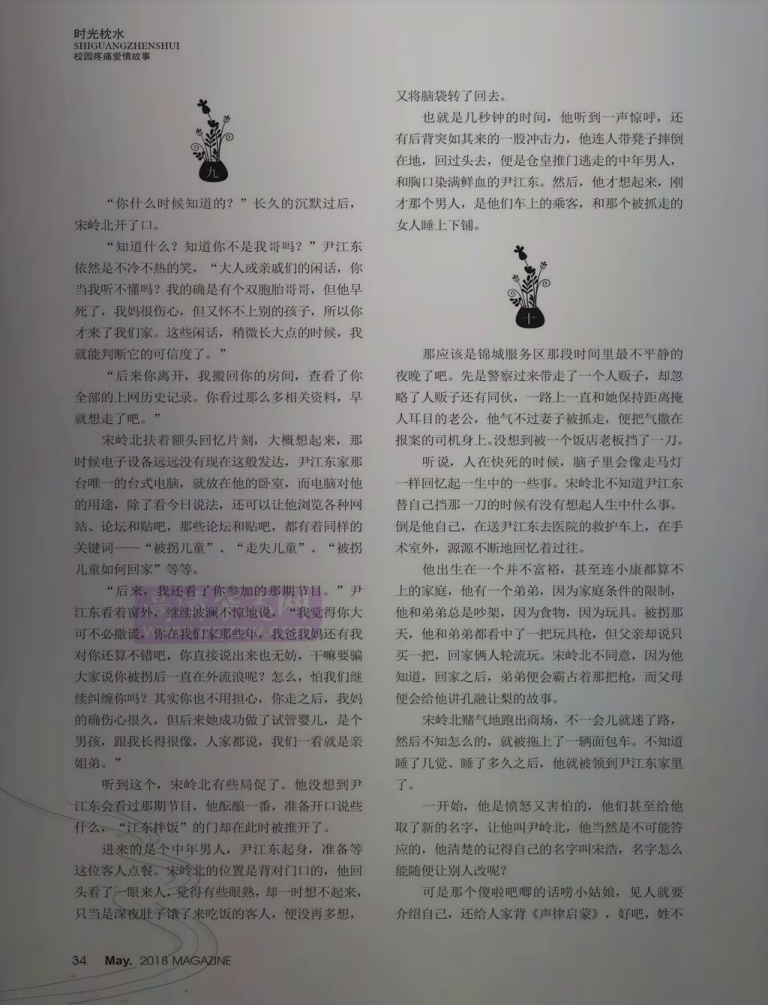 时光枕水
SHIGUANGZHENSHUI
校园疼痛爱情故事
九
“你什么时候知道的？”长久的沉默过后，
宋岭北开了口。
“知道什么？知道你不是我哥吗？”尹江东
依然是不冷不热的笑，“大人或亲戚们的闲话，你
当我听不懂吗？我的确是有个双胞胎哥哥，但他早
死了，我妈很伤心，但又怀不上别的孩子，所以你
才来了我们家。这些闲话，稍微长大点的时候，我
就能判断它的可信度了。”
“后来你离开，我搬回你的房间，查看了你
全部的上网历史记录。你看过那么多相关资料，早
就想走了吧。”
宋岭北扶着额头回忆片刻，大概想起来，那
时候电子设备远远没有现在这般发达，尹江东家那
台唯一的台式电脑，就放在他的卧室，而电脑对他
的用途，除了看今日说法，还可以让他浏览各种网
站、论坛和贴吧，那些论坛和贴吧，都有着同样的
关键词——“被拐儿童”、“走失儿童”、“被拐
儿童如何回家”等等。
“后来，我还看了你参加的那期节目。”尹
江东看着窗外，继续波澜不惊地说，“我觉得你大
可不必撒谎，你在我们家那些年，我爸我妈还有我
对你还算不错吧，你直接说出来也无妨，干嘛要骗
大家说你被拐后一直在外流浪呢？怎么，怕我们继
续纠缠你吗？其实你也不用担心，你走之后，我妈
的确伤心很久，但后来她成功做了试管婴儿，是个
男孩，跟我长得很像，人家都说，我们一看就是亲
姐弟。”
听到这个，宋岭北有些局促了。他没想到尹
江东会看过那期节目，他酝酿一番，准备开口说些
什么，“江东拌饭”的门却在此时被推开了。
进来的是个中年男人，尹江东起身，准备等
这位客人点餐。宋岭北的位置是背对门口的，他回
头看了一眼来人，觉得有些眼熟，却一时想不起来，
只当是深夜肚子饿了来吃饭的客人，便没再多想，
又将脑袋转了回去。
也就是几秒钟的时间，他听到一声惊呼，还
有后背突如其来的一股冲击力，他连人带凳子摔倒
在地，回过头去，便是仓皇推门逃走的中年男人，
和胸口染满鲜血的尹江东。然后，他才想起来，刚
才那个男人，是他们车上的乘客，和那个被抓走的
女人睡上下铺。
十
那应该是锦城服务区那段时间里最不平静的
夜晚了吧。先是警察过来带走了一个人贩子，却忽
略了人贩子还有同伙，一路上一直和她保持距离掩
人耳目的老公，他气不过妻子被抓走，便把气撒在
报案的司机身上。没想到被一个饭店老板挡了一刀。
听说，人在快死的时候，脑子里会像走马灯
一样回忆起一生中的一些事。宋岭北不知道尹江东
替自己挡那一刀的时候有没有想起人生中什么事。
倒是他自己，在送尹江东去医院的救护车上，在手
术室外，源源不断地回忆着过往。
他出生在一个并不富裕，甚至连小康都算不
上的家庭，他有一个弟弟，因为家庭条件的限制，
他和弟弟总是吵架，因为食物，因为玩具。被拐那
天，他和弟弟都看中了一把玩具枪，但父亲却说只
买一把，回家俩人轮流玩。宋岭北不同意，因为他
知道，回家之后，弟弟便会霸占着那把枪，而父母
便会给他讲孔融让梨的故事。
宋岭北赌气地跑出商场，不一会儿就迷了路，
然后不知怎么的，就被拖上了一辆面包车。不知道
睡了几觉、睡了多久之后，他就被领到尹江东家里
了。
一开始，他是愤怒又害怕的，他们甚至给他
取了新的名字，让他叫尹岭北，他当然是不可能答
应的，他清楚的记得自己的名字叫宋浩，名字怎么
能随便让别人改呢？
可是那个傻啦吧唧的话唠小姑娘，见人就要
介绍自己，还给人家背《声律启蒙》，好吧，姓不
34 May. 2018 MAGAZINE